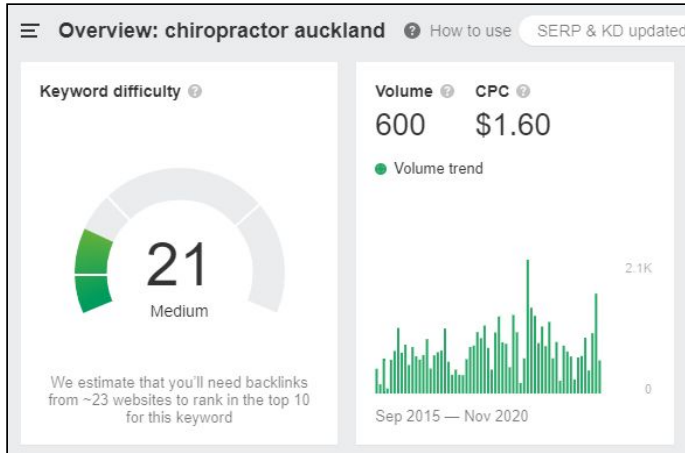 Overview: chiropractor auckland ? How to use SERP & KD updated
Keyword difficulty ?
21
Medium
We estimate that you'll need backlinks
from ~23 websites to rank in the top 10
for this keyword
Volume ? CPC ?
600 $1.60
Volume trend
2.1K
0
Sep 2015 — Nov 2020